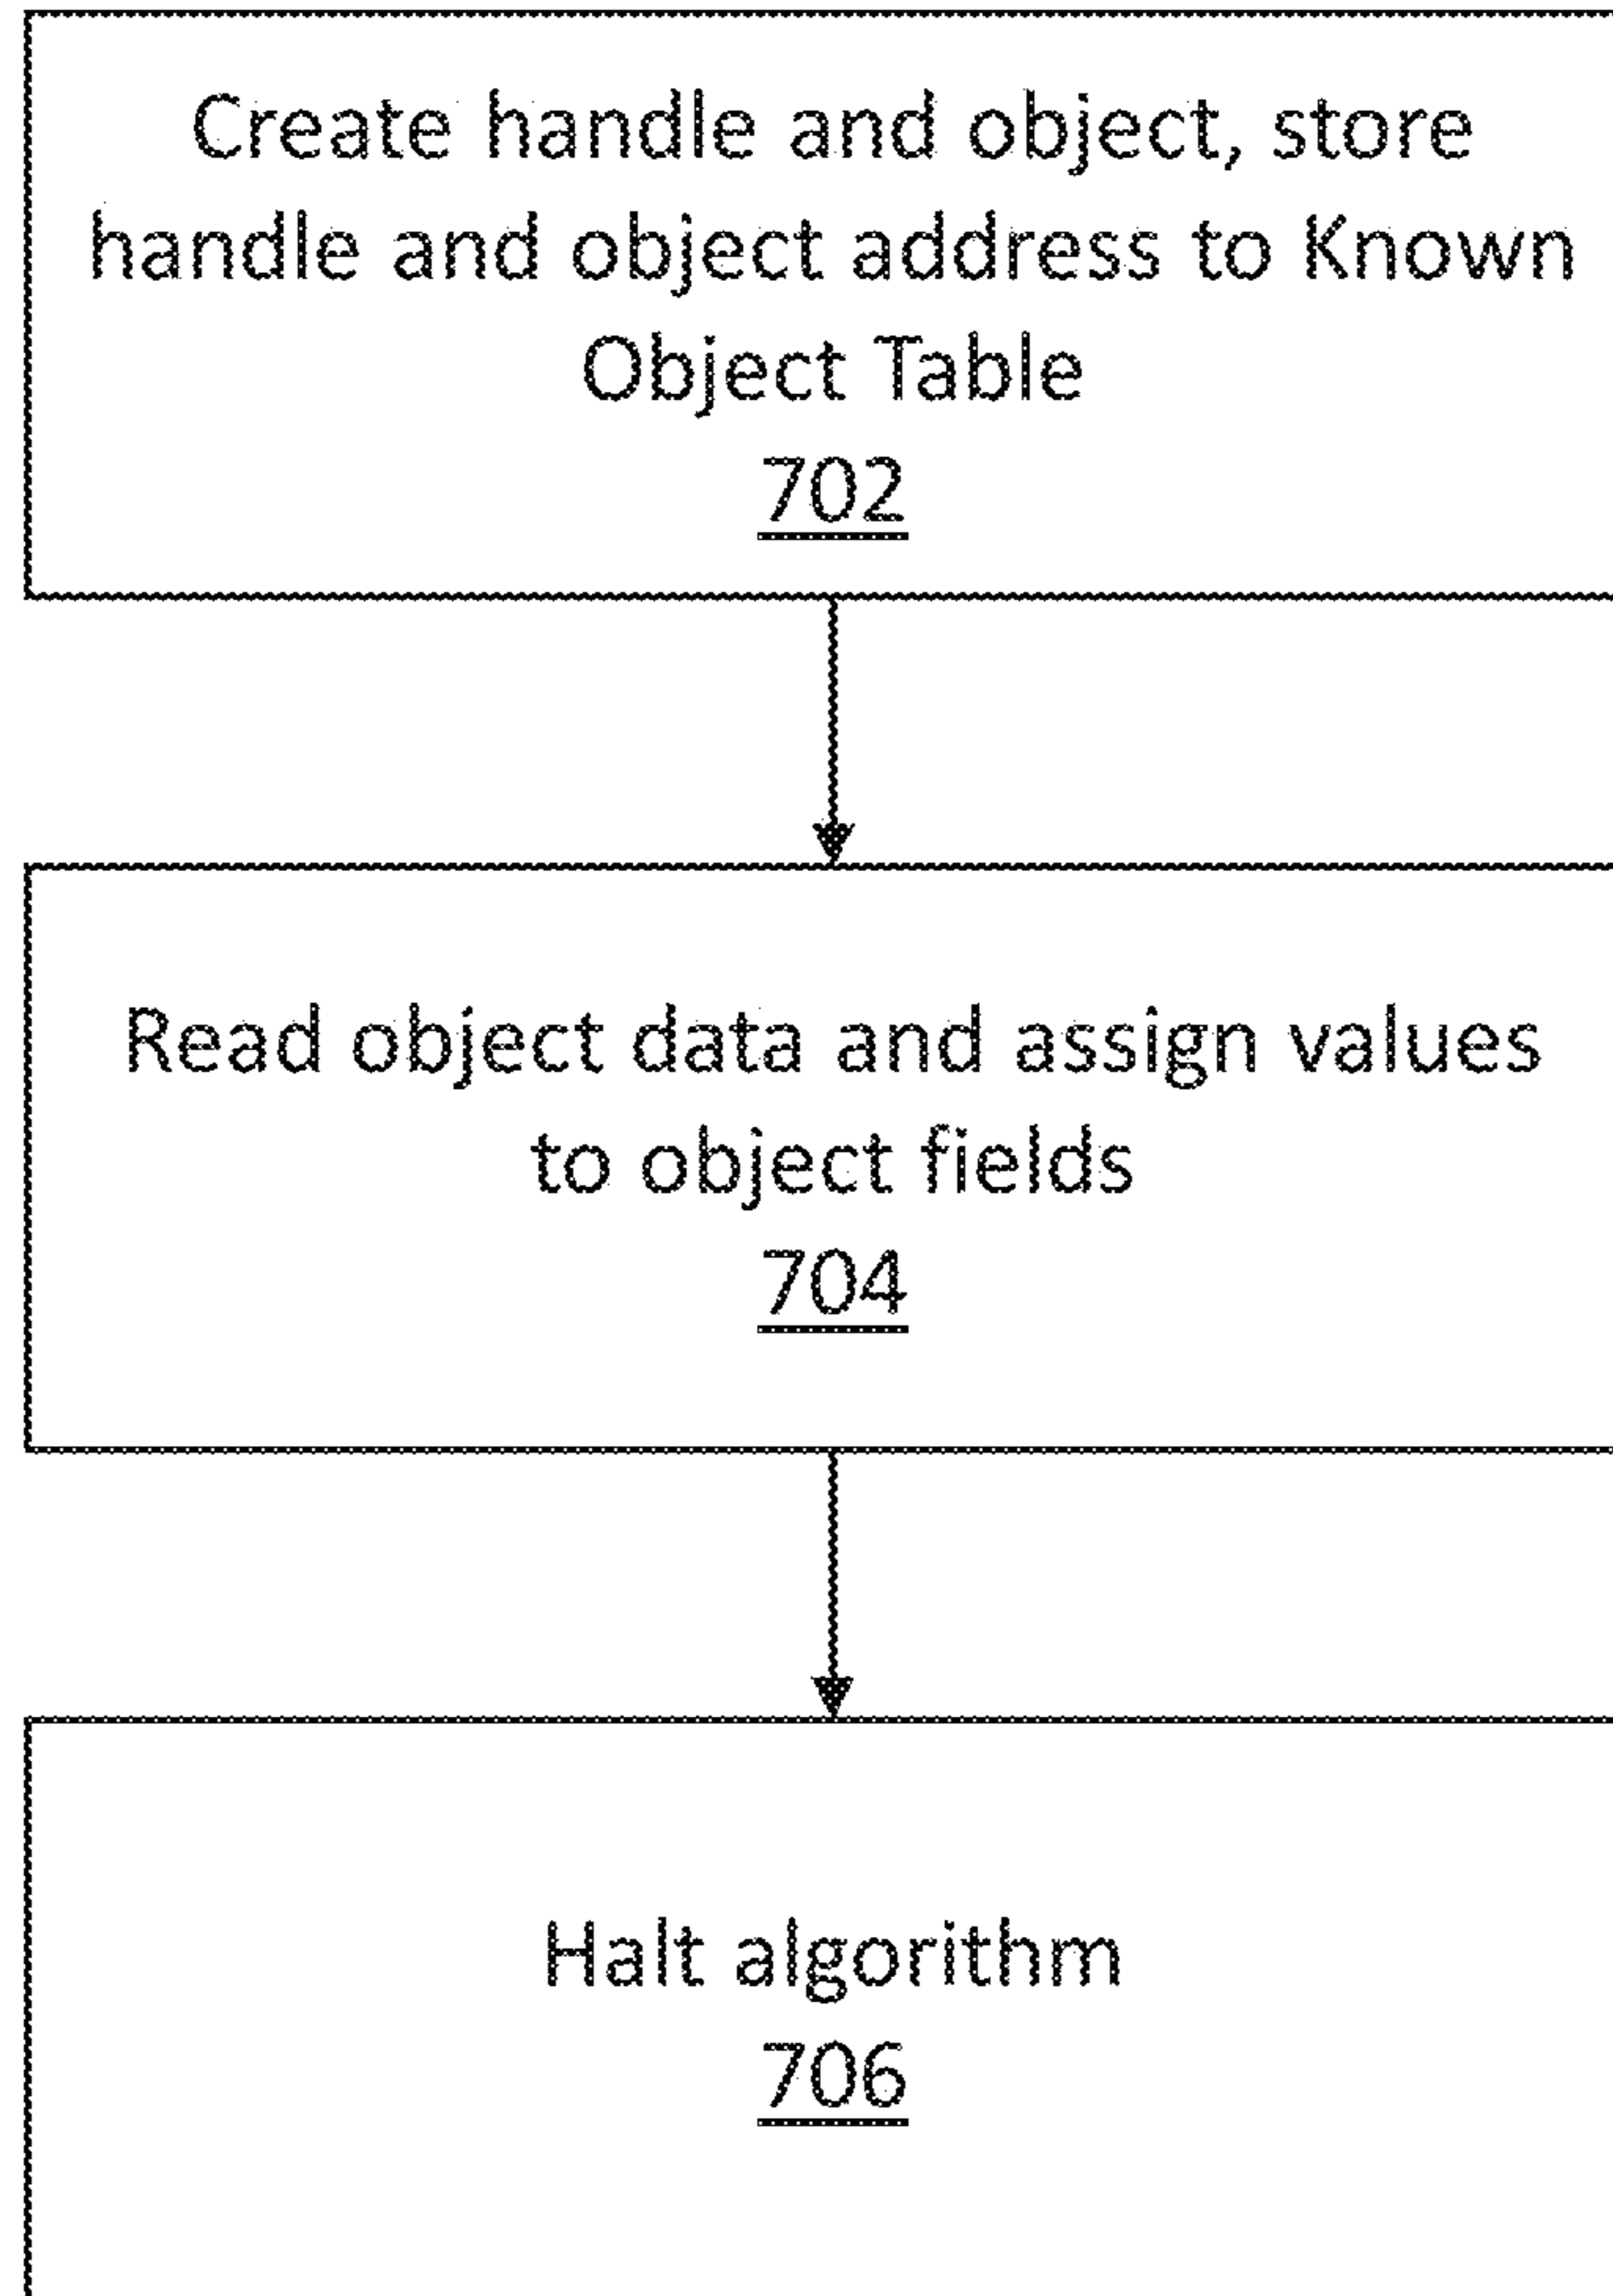 Create handle and object, store
handle and object address to Known
Object Table
702
Read object data and assign values
to object fields
704
Halt algorithm
706